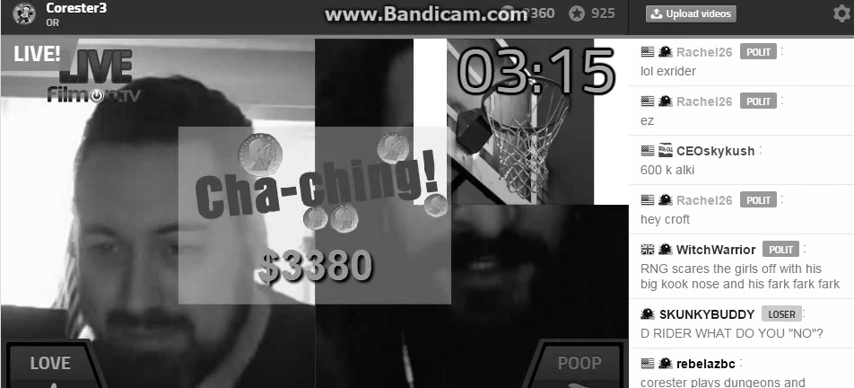 Corester3
OR
www.Bandicam.com
3360
925
Upload videos
LIVE!
LIVE
filmon.tv
03:15
Cha-ching!
$3380
LOVE
POOP
Rachel26 POLIT :
lol exrider
Rachel26 POLIT :
ez
CEOskykush :
600 k alki
Rachel26 POLIT :
hey croft
WitchWarrior POLIT :
RNG scares the girls off with his
big kook nose and his fark fark fark
SKUNKYBUDDY LOSER :
D RIDER WHAT DO YOU "NO"?
rebelazbc :
corester plays dungeons and